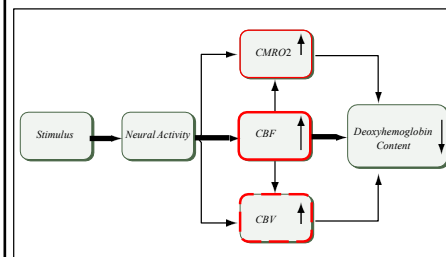 CMRO2
Stimulus
Neural Activity
CBF
Deoxyhemoglobin
Content
CBV